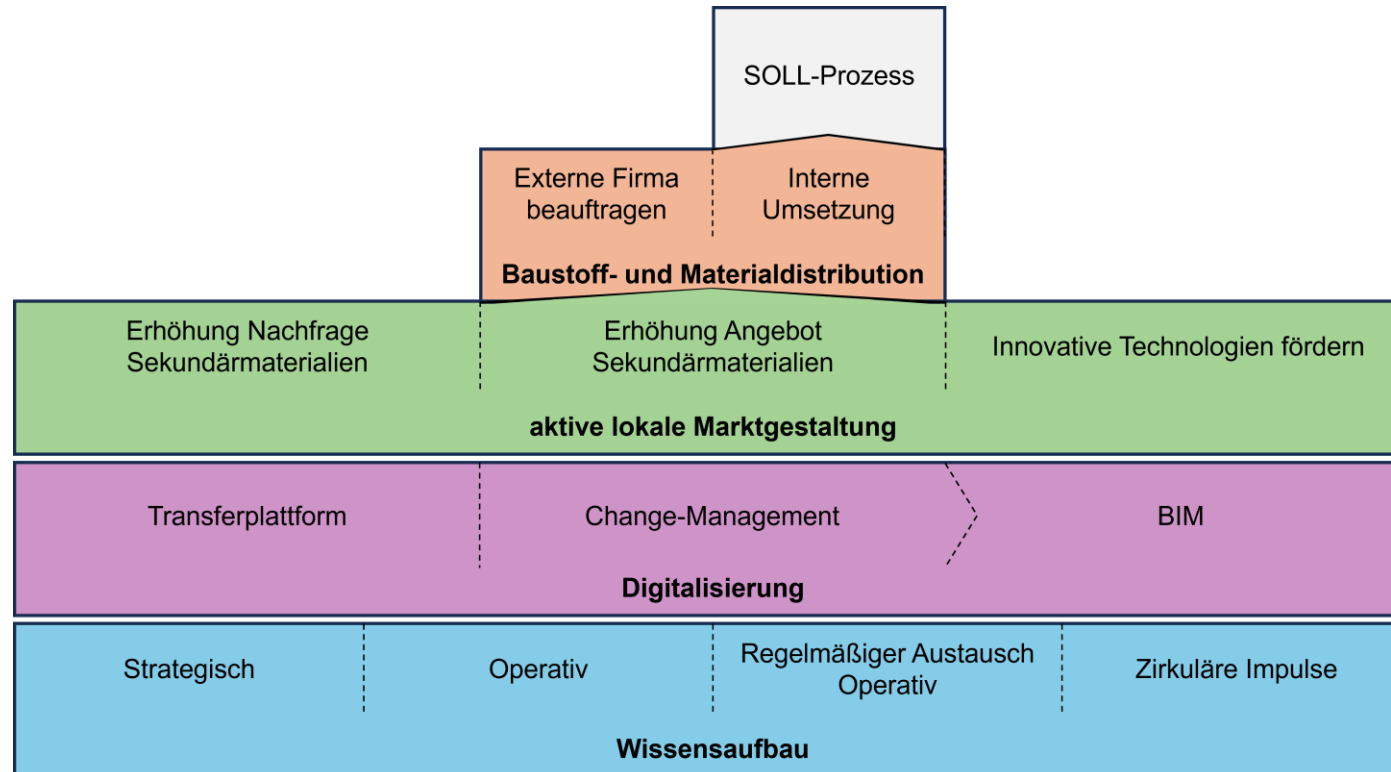 SOLL-Prozess
Externe Firma
beauftragen
Interne
Umsetzung
Baustoff- und Materialdistribution
Erhöhung Nachfrage
Sekundärmaterialien
Erhöhung Angebot
Sekundärmaterialien
Innovative Technologien fördern
aktive lokale Marktgestaltung
Transferplattform
Change-Management
BIM
Digitalisierung
Strategisch
Operativ
Regelmäßiger Austausch
Operativ
Zirkuläre Impulse
Wissensaufbau